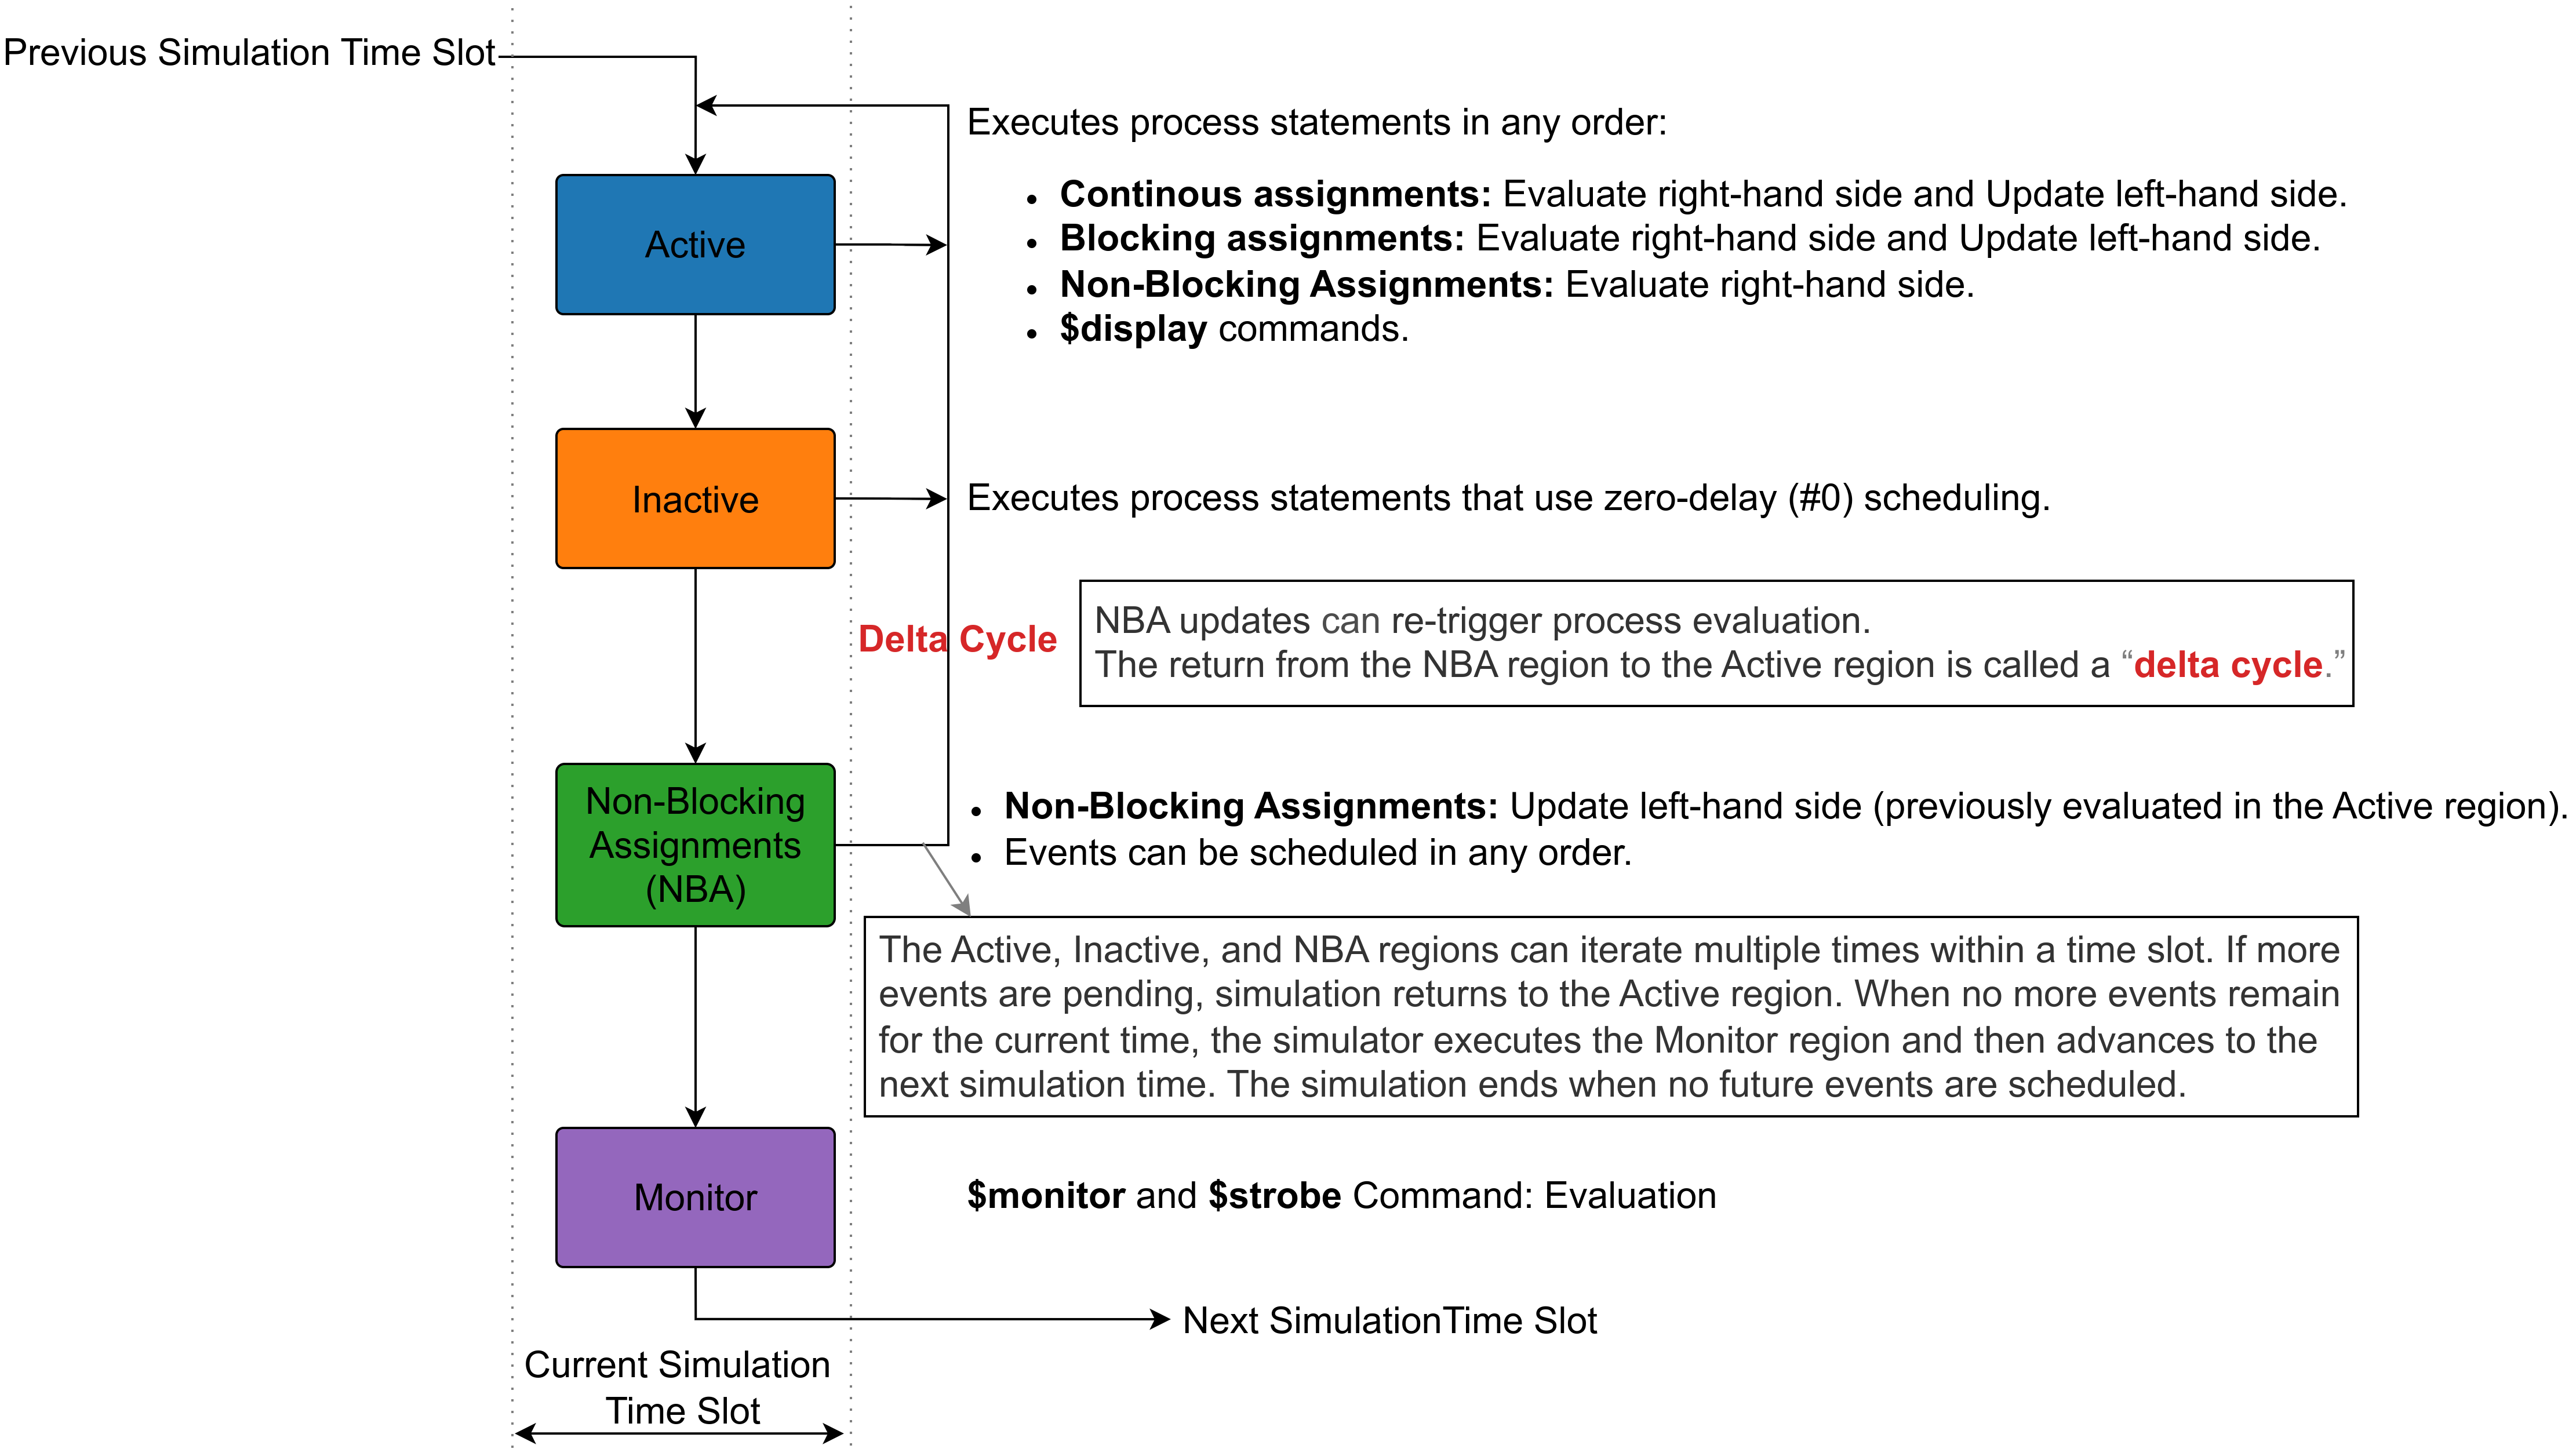 Previous Simulation Time Slot
Executes process statements in any order:
Active
• Continous assignments: Evaluate right-hand side and Update left-hand side.
• Blocking assignments: Evaluate right-hand side and Update left-hand side.
• Non-Blocking Assignments: Evaluate right-hand side.
• $display commands.
Inactive
Executes process statements that use zero-delay (#0) scheduling.
Delta Cycle
NBA updates can re-trigger process evaluation.
The return from the NBA region to the Active region is called a “delta cycle.”
Non-Blocking
Assignments
(NBA)
• Non-Blocking Assignments: Update left-hand side (previously evaluated in the Active region).
• Events can be scheduled in any order.
The Active, Inactive, and NBA regions can iterate multiple times within a time slot. If more
events are pending, simulation returns to the Active region. When no more events remain
for the current time, the simulator executes the Monitor region and then advances to the
next simulation time. The simulation ends when no future events are scheduled.
Monitor
$monitor and $strobe Command: Evaluation
Next SimulationTime Slot
Current Simulation
Time Slot